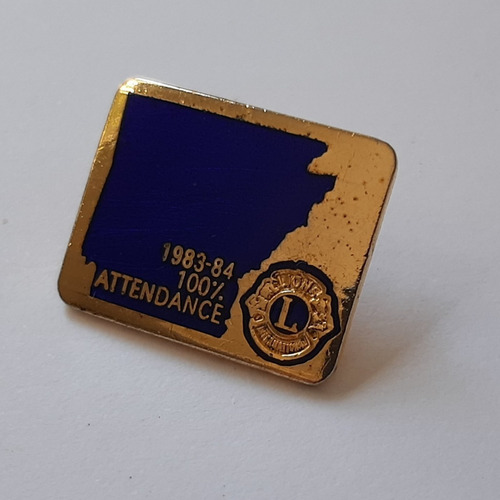 1983-84
100%
ATTENDANCE
LIONS
L
INTERNATIONAL